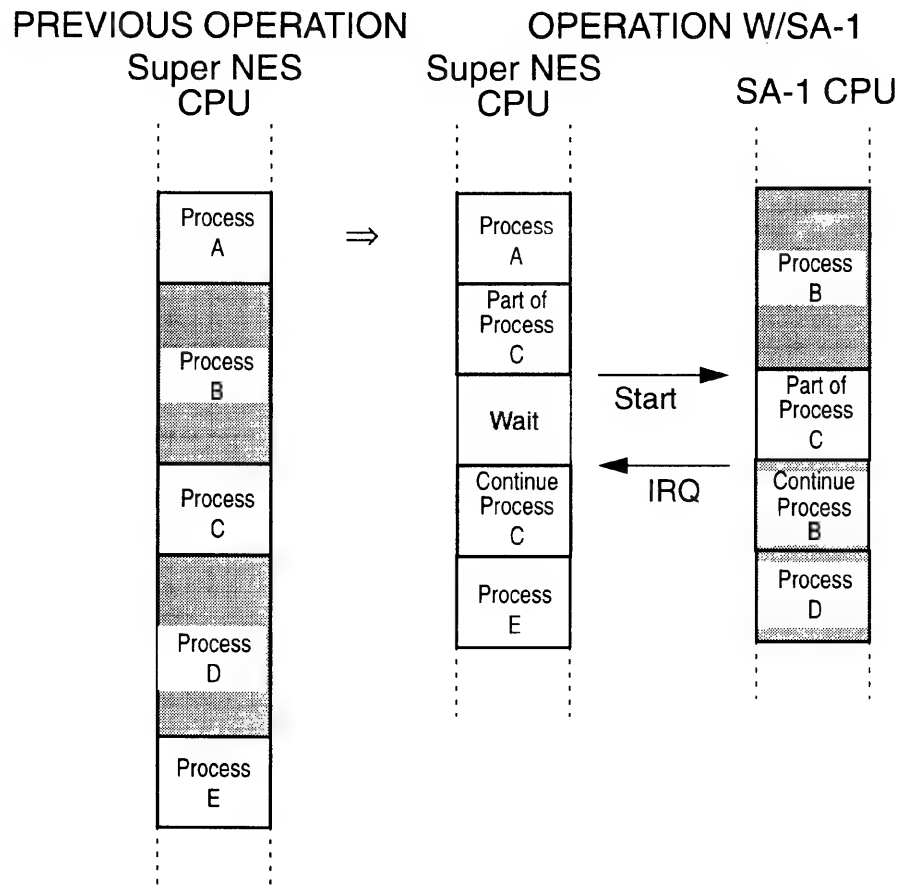 PREVIOUS OPERATION
OPERATION W/SA-1
Super NES
CPU
Super NES
CPU
SA-1 CPU
Process
A
Process
B
Process
C
Process
D
Process
E
⇒
Process
A
Part of
Process
C
Wait
Continue
Process
C
Process
E
Start
IRQ
Process
B
Part of
Process
C
Continue
Process
B
Process
D